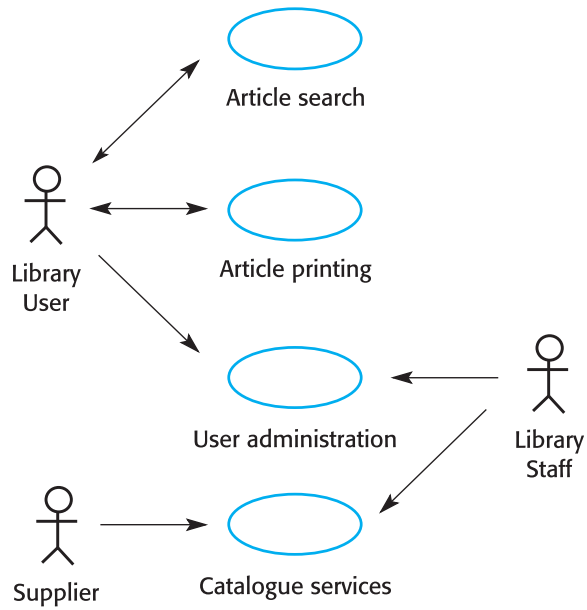 Article search
Article printing
Library
User
User administration
Library
Staff
Supplier
Catalogue services